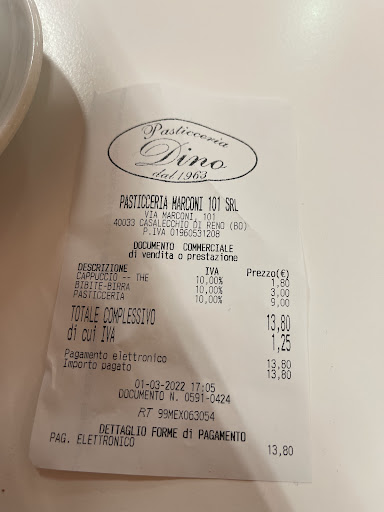 Pasticceria
Dino
dal 1963
PASTICCERIA MARCONI 101 SRL
VIA MARCONI, 101
40033 CASALECCHIO DI RENO (BO)
P.IVA 01960531208
DOCUMENTO COMMERCIALE
di vendita o prestazione
DESCRIZIONE IVA Prezzo(€)
CAPPUCCIO -- THE 10,00% 1,80
BIBITE-BIRRA 10,00% 3,00
PASTICCERIA 10,00% 9,00
TOTALE COMPLESSIVO 13,80
di cui IVA 1,25
Pagamento elettronico 13,80
Importo pagato 13,80
01-03-2022 17:05
DOCUMENTO N. 0591-0424
RT 99MEX063054
DETTAGLIO FORME di PAGAMENTO
PAG. ELETTRONICO 13,80